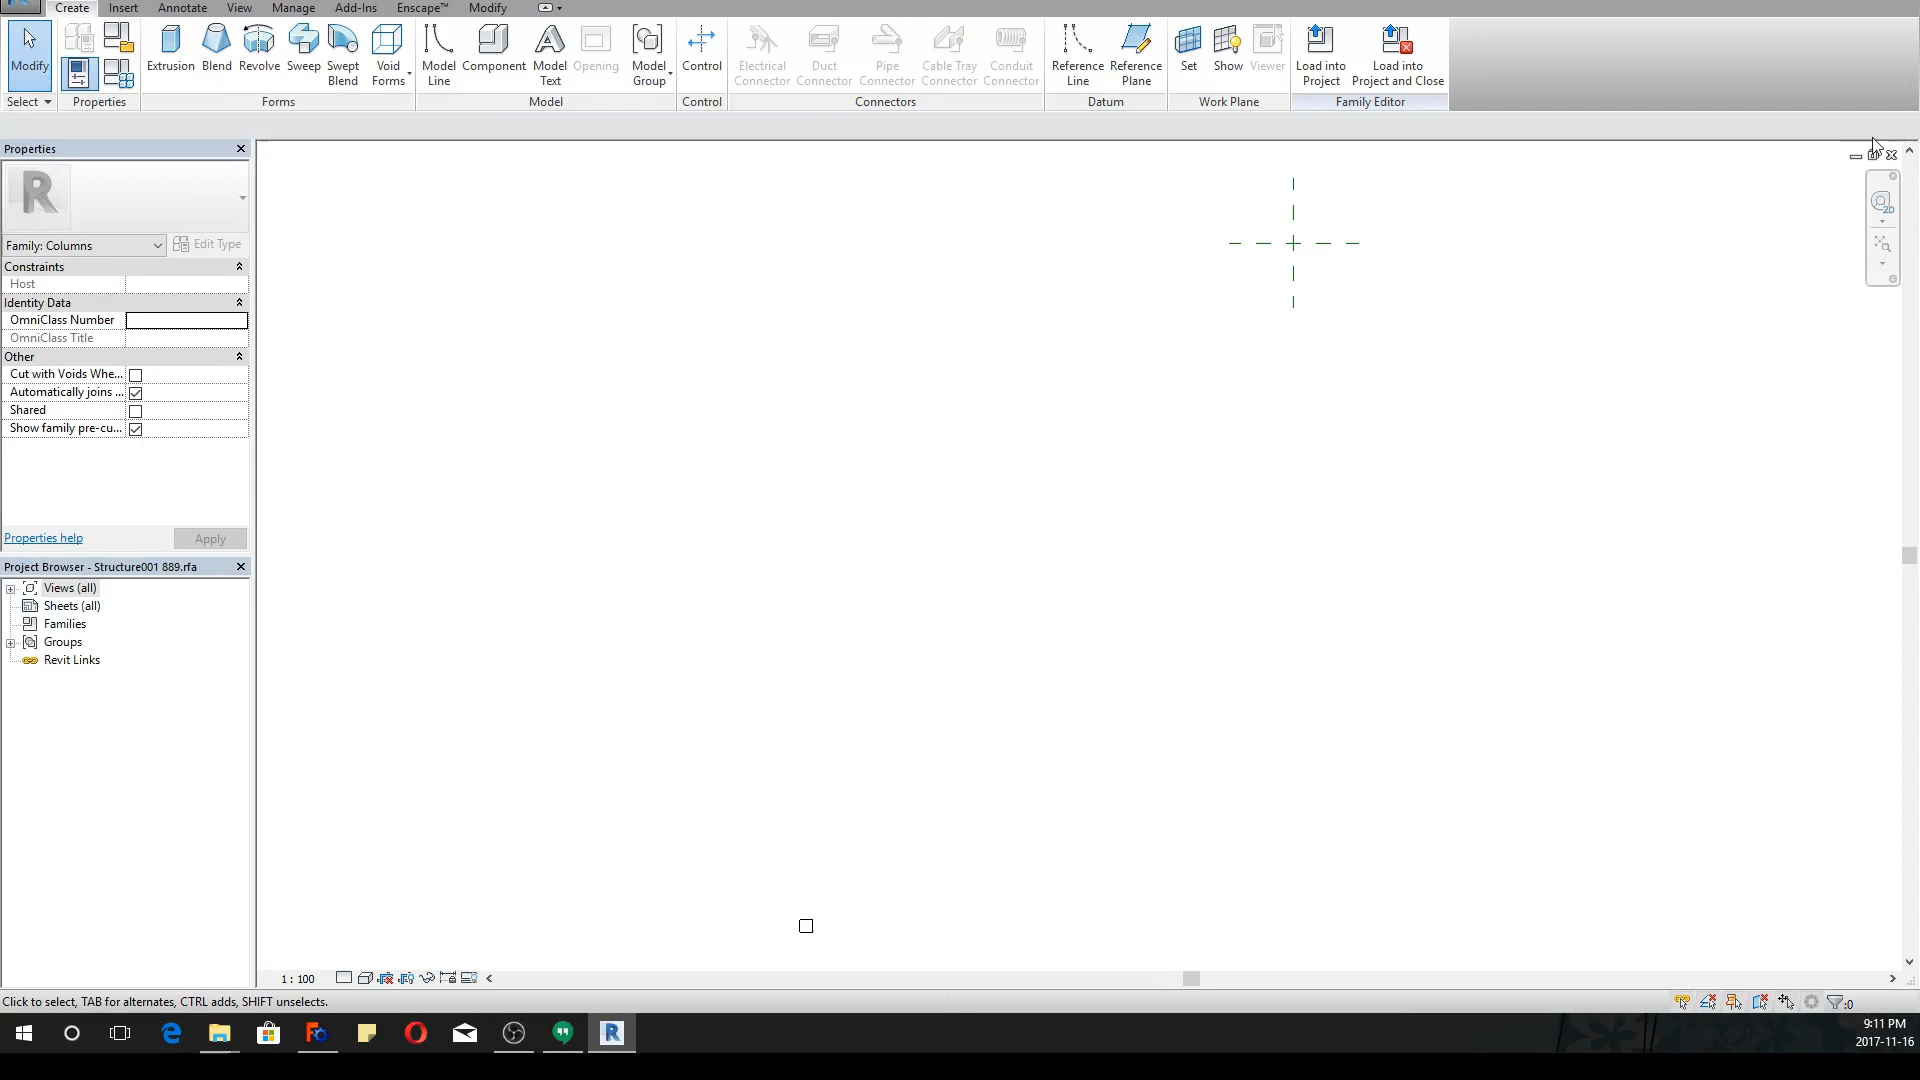 Create Insert Annotate View Manage Add-Ins Enscape™ Modify
Modify Extrusion Blend Revolve Sweep Swept Blend Void Forms Model Line Component Model Text Opening Model Group Control Electrical Connector Duct Connector Pipe Connector Cable Tray Connector Conduit Connector Reference Line Reference Plane Set Show Viewer Load into Project Load into Project and Close
Select Properties Forms Model Control Connectors Datum Work Plane Family Editor
Properties
R
Family: Columns Edit Type
Constraints
Host
Identity Data
OmniClass Number
OmniClass Title
Other
Cut with Voids Whe...
Automatically joins ...
Shared
Show family pre-cu...
Properties help Apply
Project Browser - Structure001 889.rfa
Views (all)
Sheets (all)
Families
Groups
Revit Links
2D
1 : 100
Click to select, TAB for alternates, CTRL adds, SHIFT unselects.
:0
9:11 PM
2017-11-16